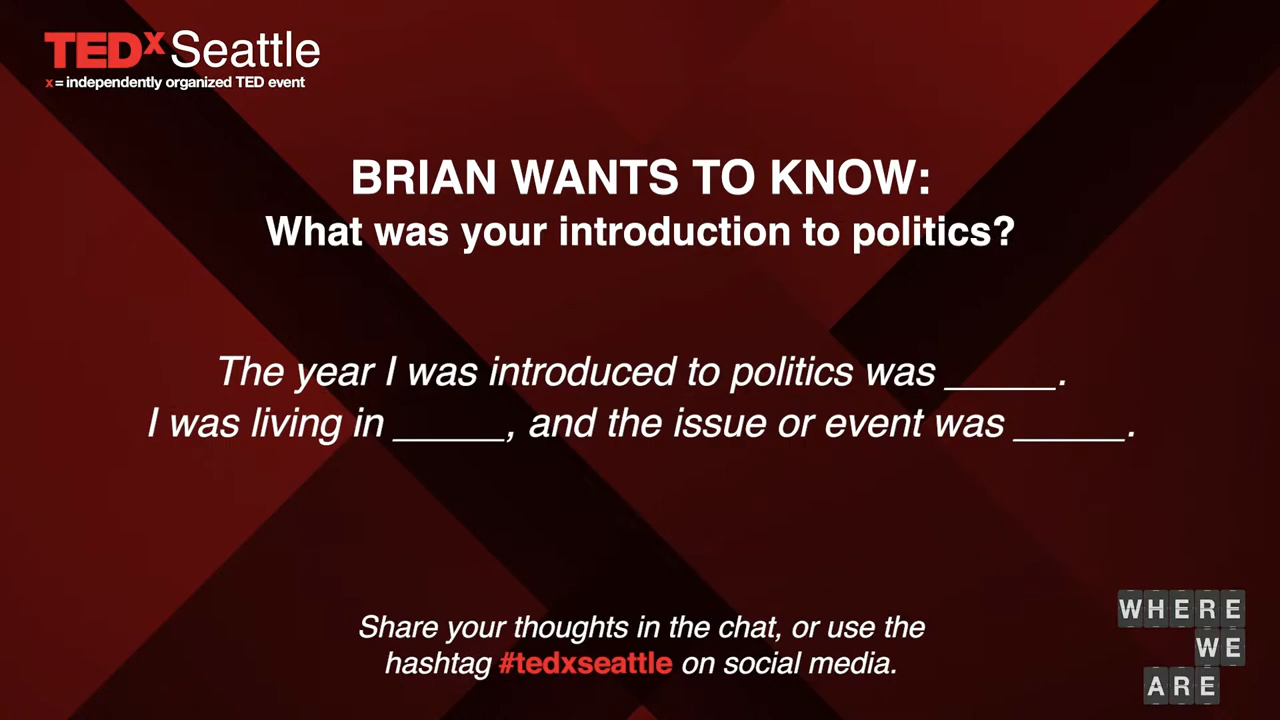 TEDxSeattle
x = independently organized TED event
BRIAN WANTS TO KNOW:
What was your introduction to politics?
The year I was introduced to politics was _____.
I was living in _____, and the issue or event was _____.
Share your thoughts in the chat, or use the
hashtag #tedxseattle on social media.
WHERE
WE
ARE